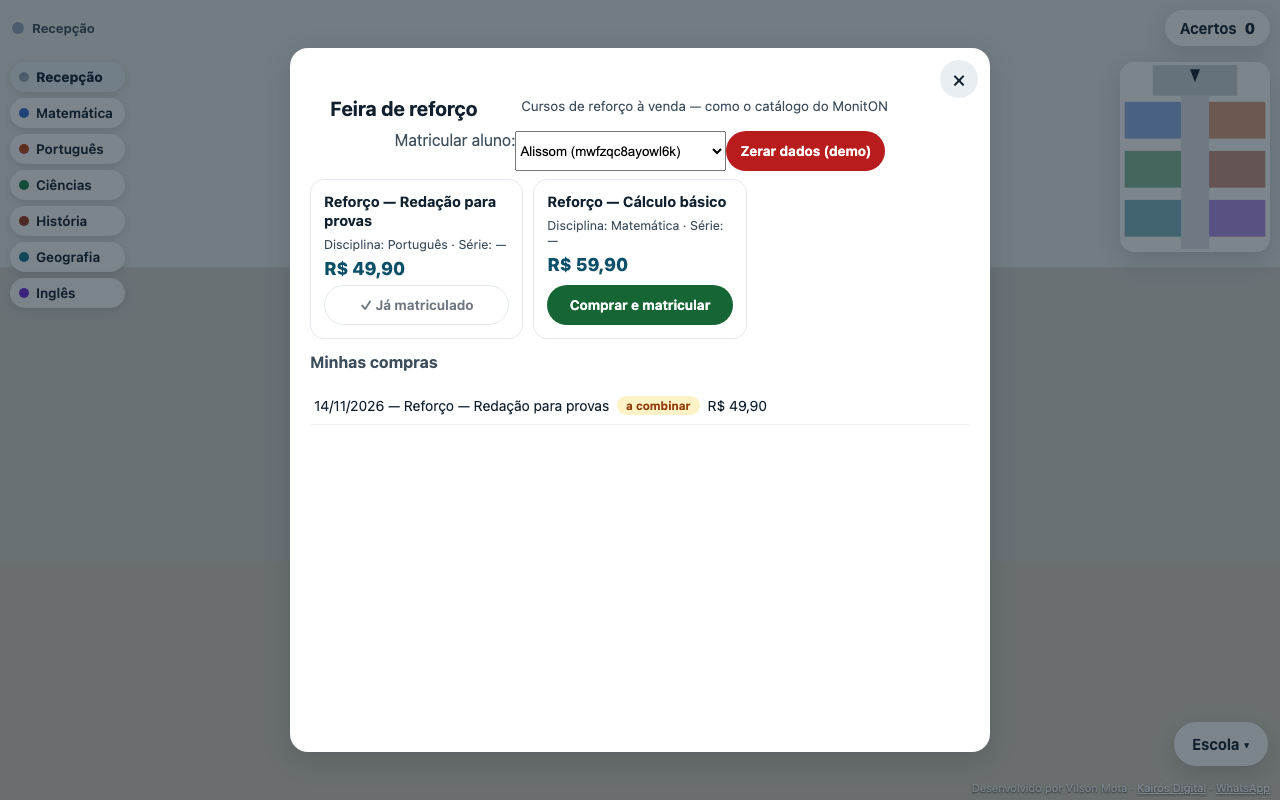 Recepção
Acertos 0
Recepção
Matemática
Português
Ciências
História
Geografia
Inglês
×
Feira de reforço
Cursos de reforço à venda — como o catálogo do MonitON
Matricular aluno:
Alissom (mwfzqc8ayowl6k)
Zerar dados (demo)
Reforço — Redação para
provas
Disciplina: Português · Série: —
R$ 49,90
✓ Já matriculado
Reforço — Cálculo básico
Disciplina: Matemática · Série:
—
R$ 59,90
Comprar e matricular
Minhas compras
14/11/2026 — Reforço — Redação para provas a combinar R$ 49,90
Escola ▾
Desenvolvido por Vilson Mota · Kairós Digital · WhatsApp